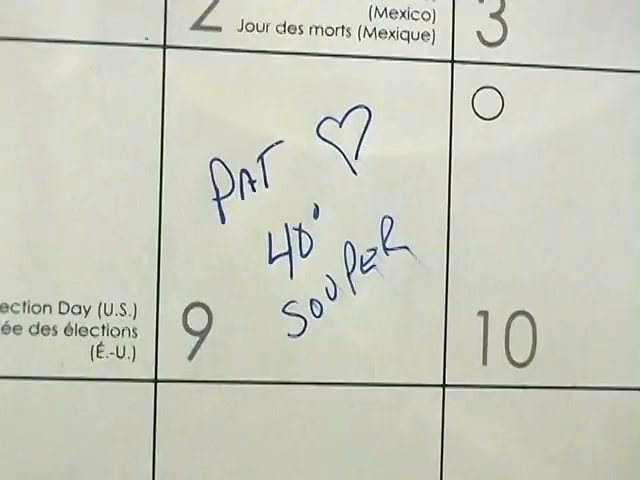 2
(Mexico)
Jour des morts (Mexique)
3
PAT
40'
SOUPER
ection Day (U.S.)
ée des élections
(É.-U.)
9
10